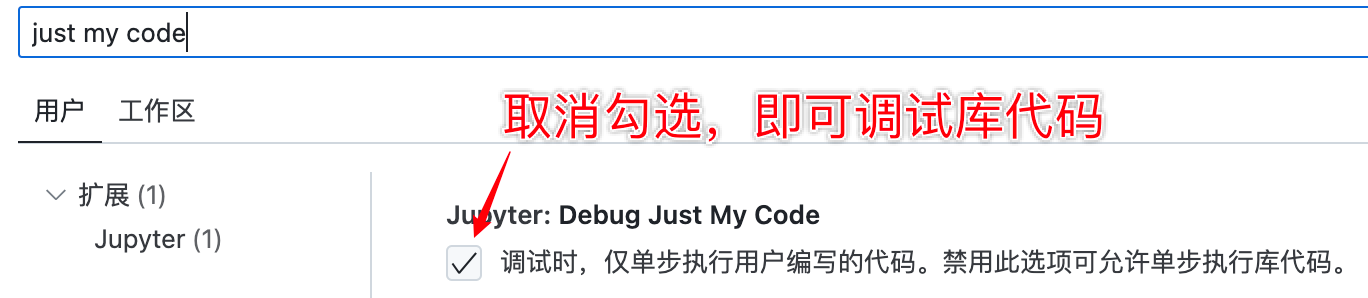 just my code
用户 工作区
取消勾选，即可调试库代码
扩展 (1)
Jupyter (1)
Jupyter: Debug Just My Code
调试时，仅单步执行用户编写的代码。禁用此选项可允许单步执行库代码。